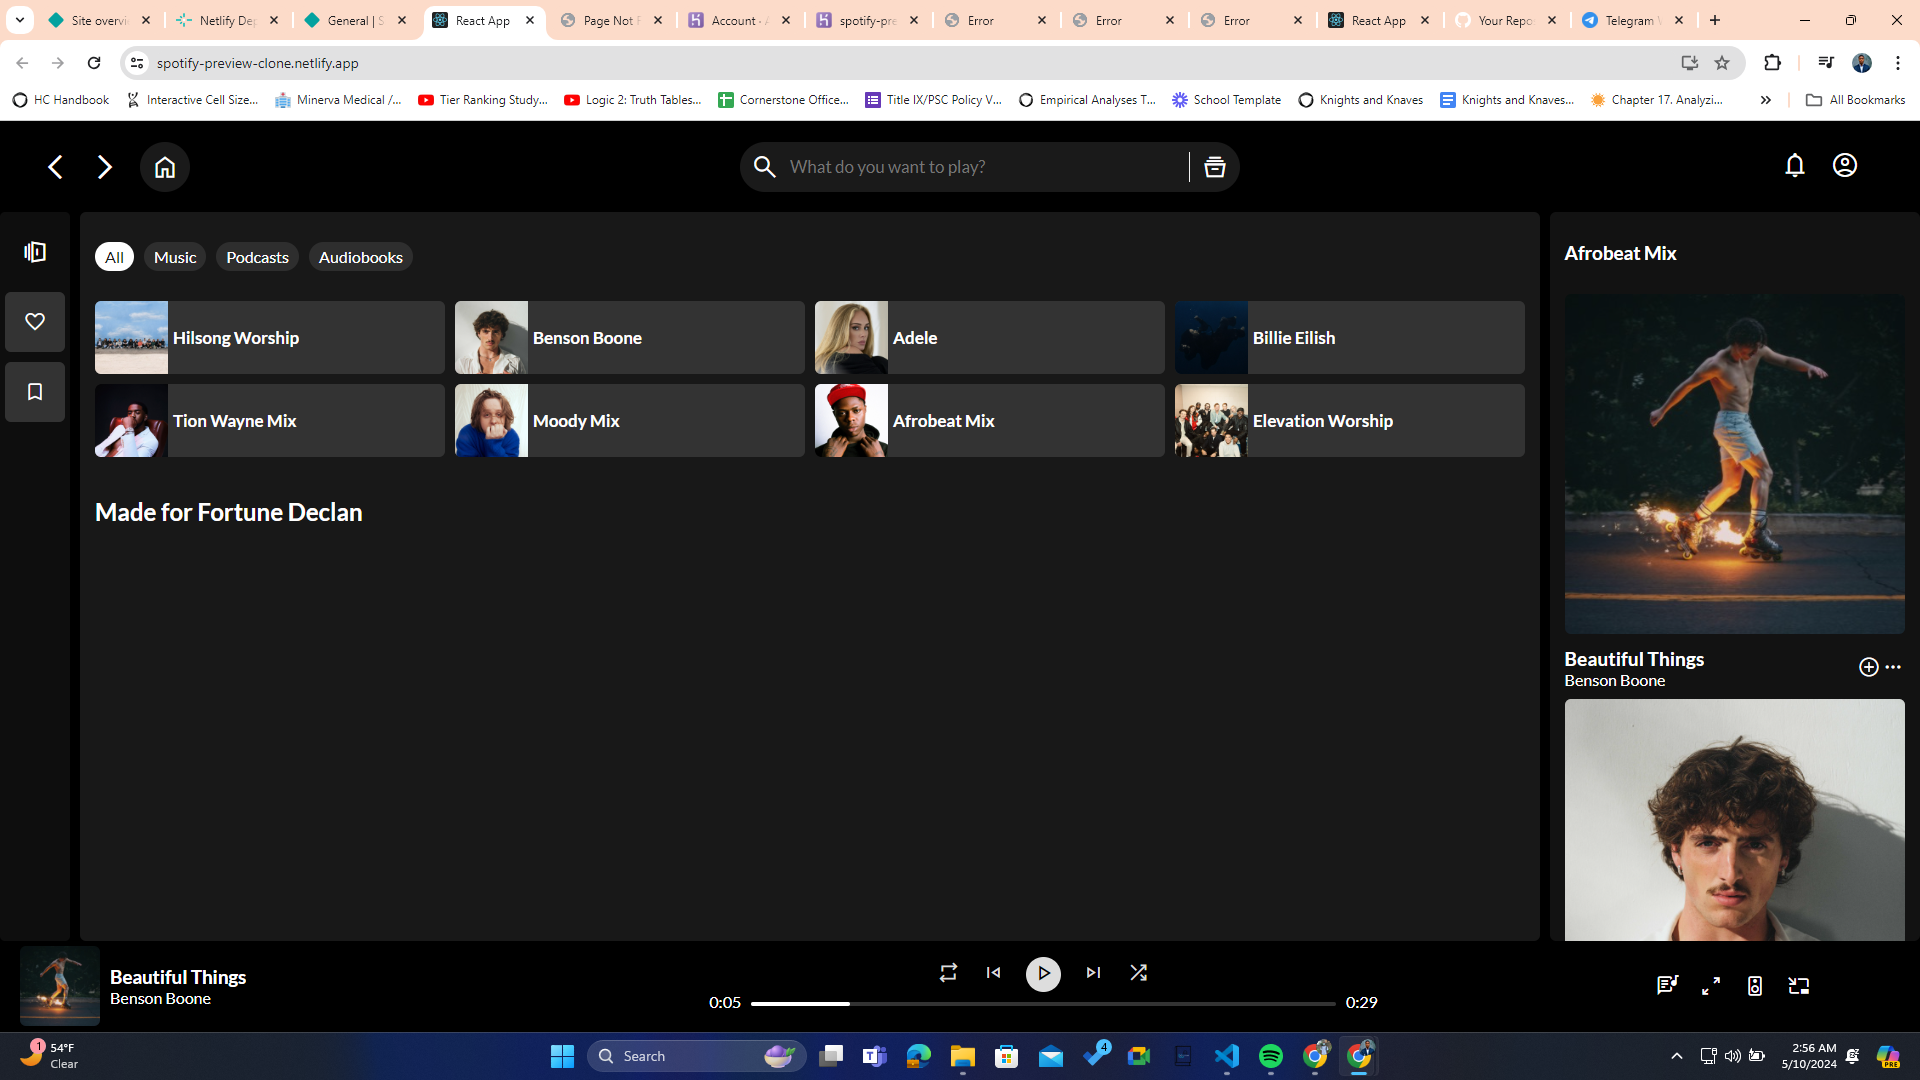 Site overvi
Netlify Dep
General | S
React App
Page Not F
Account · A
spotify-pre
Error
Error
Error
React App
Your Repo
Telegram
spotify-preview-clone.netlify.app
HC Handbook
Interactive Cell Size...
Minerva Medical /...
Tier Ranking Study...
Logic 2: Truth Tables...
Cornerstone Office...
Title IX/PSC Policy V...
Empirical Analyses T...
School Template
Knights and Knaves
Knights and Knaves...
Chapter 17. Analyzi...
All Bookmarks
What do you want to play?
All
Music
Podcasts
Audiobooks
Hilsong Worship
Benson Boone
Adele
Billie Eilish
Tion Wayne Mix
Moody Mix
Afrobeat Mix
Elevation Worship
Made for Fortune Declan
Afrobeat Mix
Beautiful Things
Benson Boone
Beautiful Things
Benson Boone
0:05
0:29
1
54°F
Clear
Search
4
2:56 AM
5/10/2024
PRE